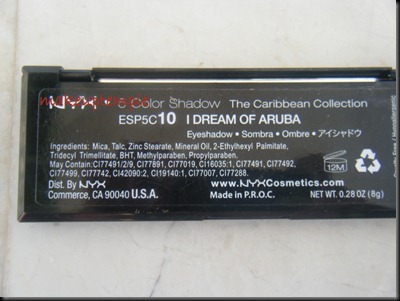 NYX 5 Color Shadow The Caribbean Collection
ESP5C10 I DREAM OF ARUBA
Eyeshadow • Sombra • Ombre • アイシャドウ
Ingredients: Mica, Talc, Zinc Stearate, Mineral Oil, 2-Ethylhexyl Palmitate,
Tridecyl Trimellitate, BHT, Methylparaben, Propylparaben.
May Contain: CI77491/2/9, CI77891, CI77019, CI16035:1, CI77491, CI77492,
CI77499, CI77742, CI42090:2, CI19140:1, CI77007, CI77288.
12M
Dist. By NYX
Commerce, CA 90040 U.S.A.
www.NYXCosmetics.com
Made in P.R.C. NET WT. 0.28 OZ (8g)